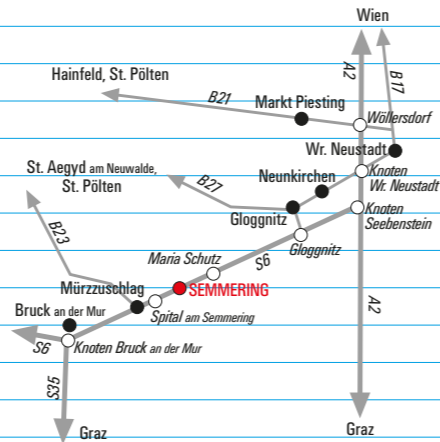 Wien
A2
B17
Hainfeld, St. Pölten
B21
Markt Piesting
Wöllersdorf
Wr. Neustadt
St. Aegyd am Neuwalde,
St. Pölten
B27
Neunkirchen
Knoten
Wr. Neustadt
Gloggnitz
Knoten
Seebenstein
B23
Gloggnitz
Maria Schutz
S6
Mürzzuschlag
SEMMERING
A2
Bruck an der Mur
Spital am Semmering
S6
Knoten Bruck an der Mur
S35
Graz
Graz